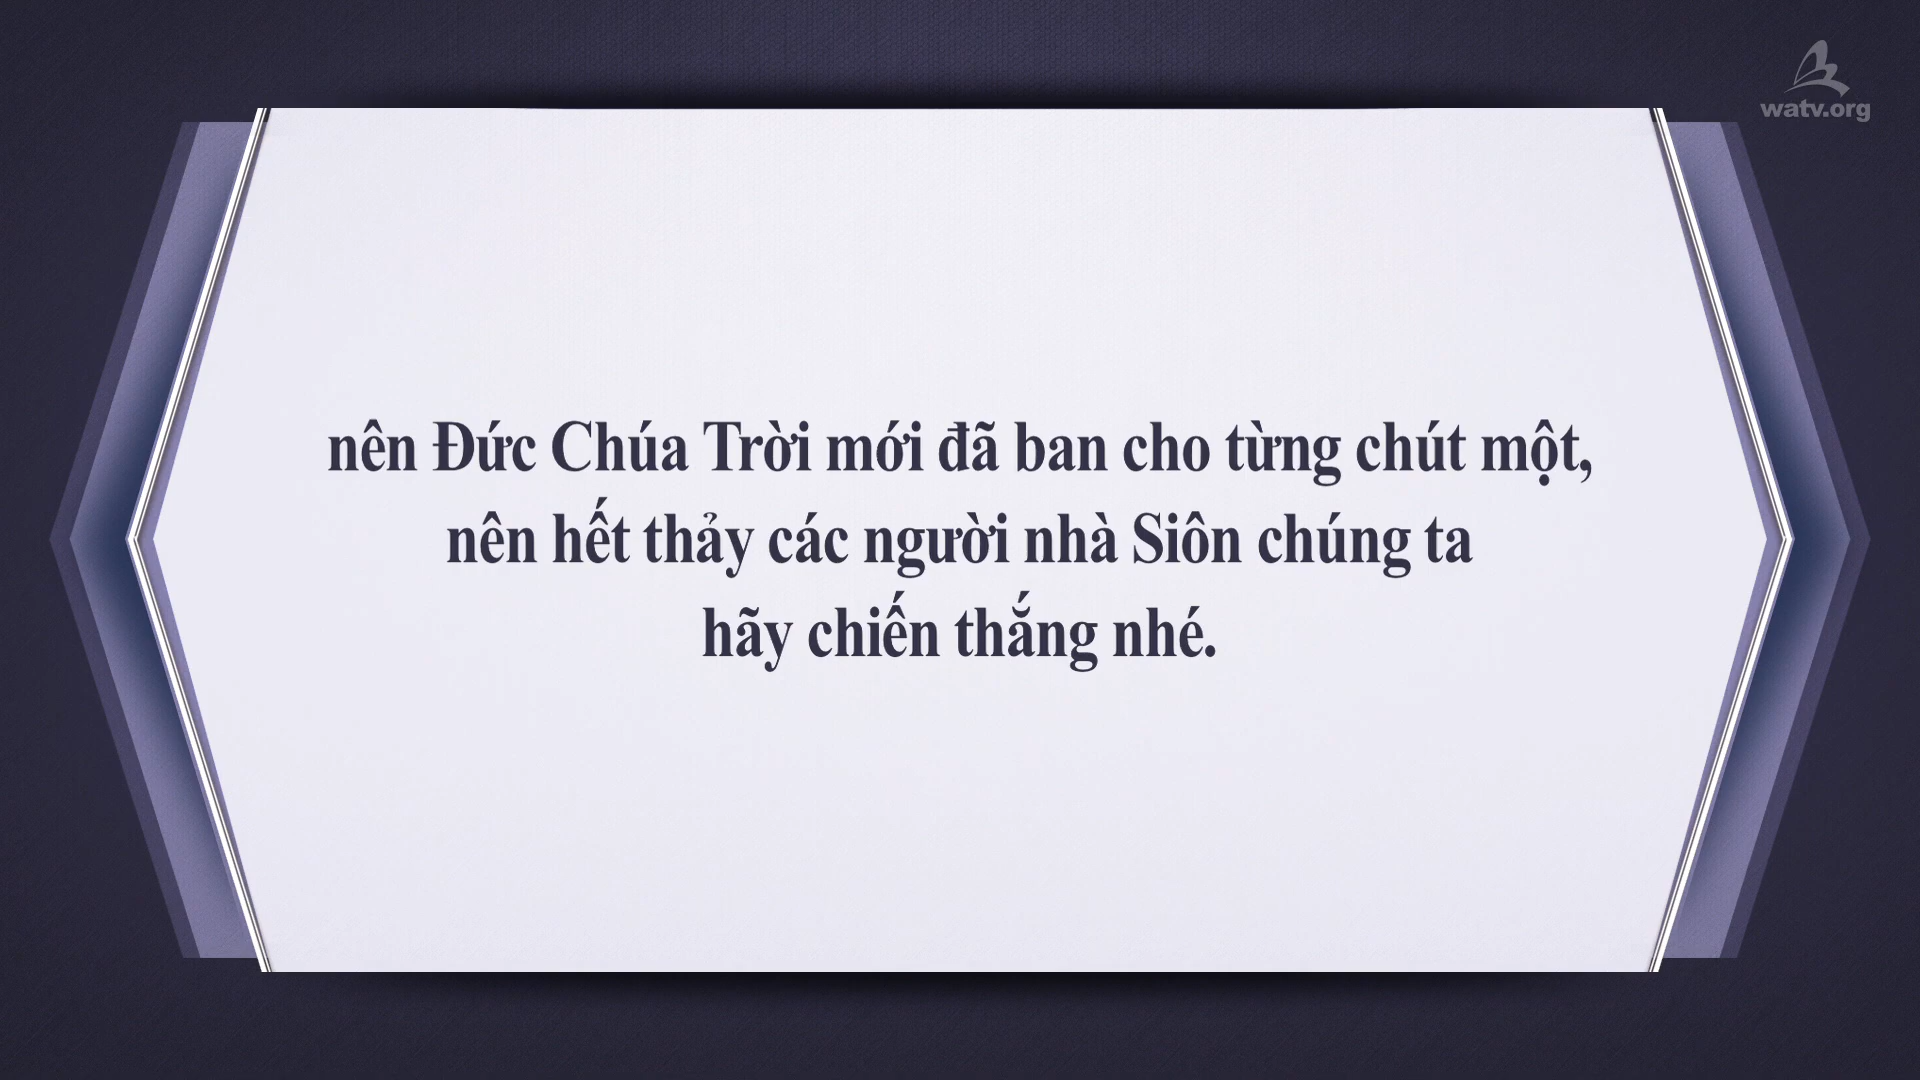 watv.org
nên Đức Chúa Trời mới đã ban cho từng chút một,
nên hết thảy các người nhà Siôn chúng ta
hãy chiến thắng nhé.